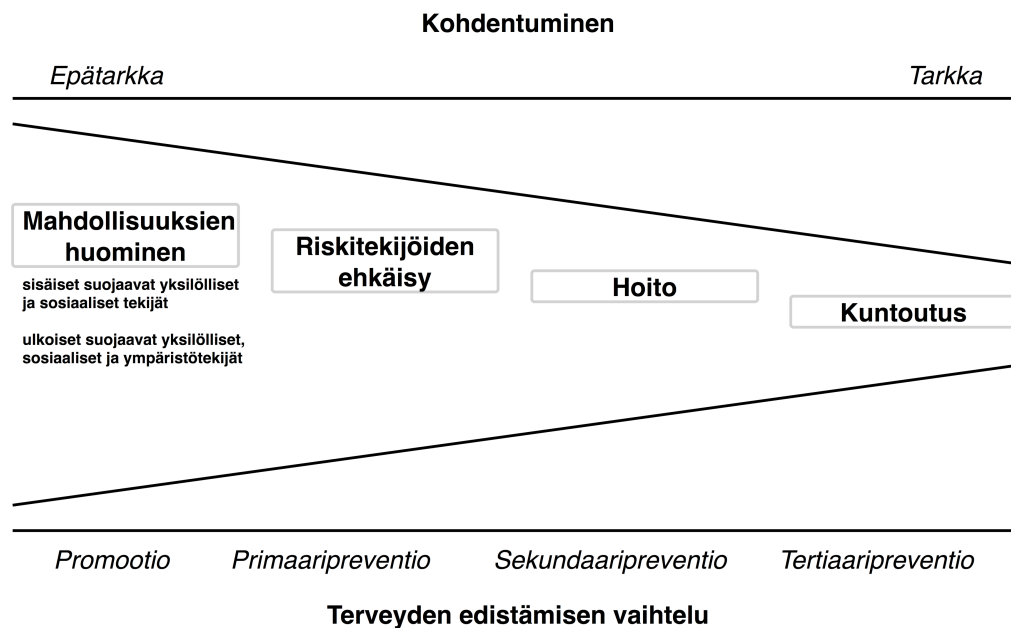 Kohdentuminen
Epätarkka
Tarkka
Mahdollisuuksien
huominen
sisäiset suojaavat yksilölliset
ja sosiaaliset tekijät
ulkoiset suojaavat yksilölliset,
sosiaaliset ja ympäristötekijät
Riskitekijöiden
ehkäisy
Hoito
Kuntoutus
Promootio
Primaaripreventio
Sekundaaripreventio
Tertiaaripreventio
Terveyden edistämisen vaihtelu